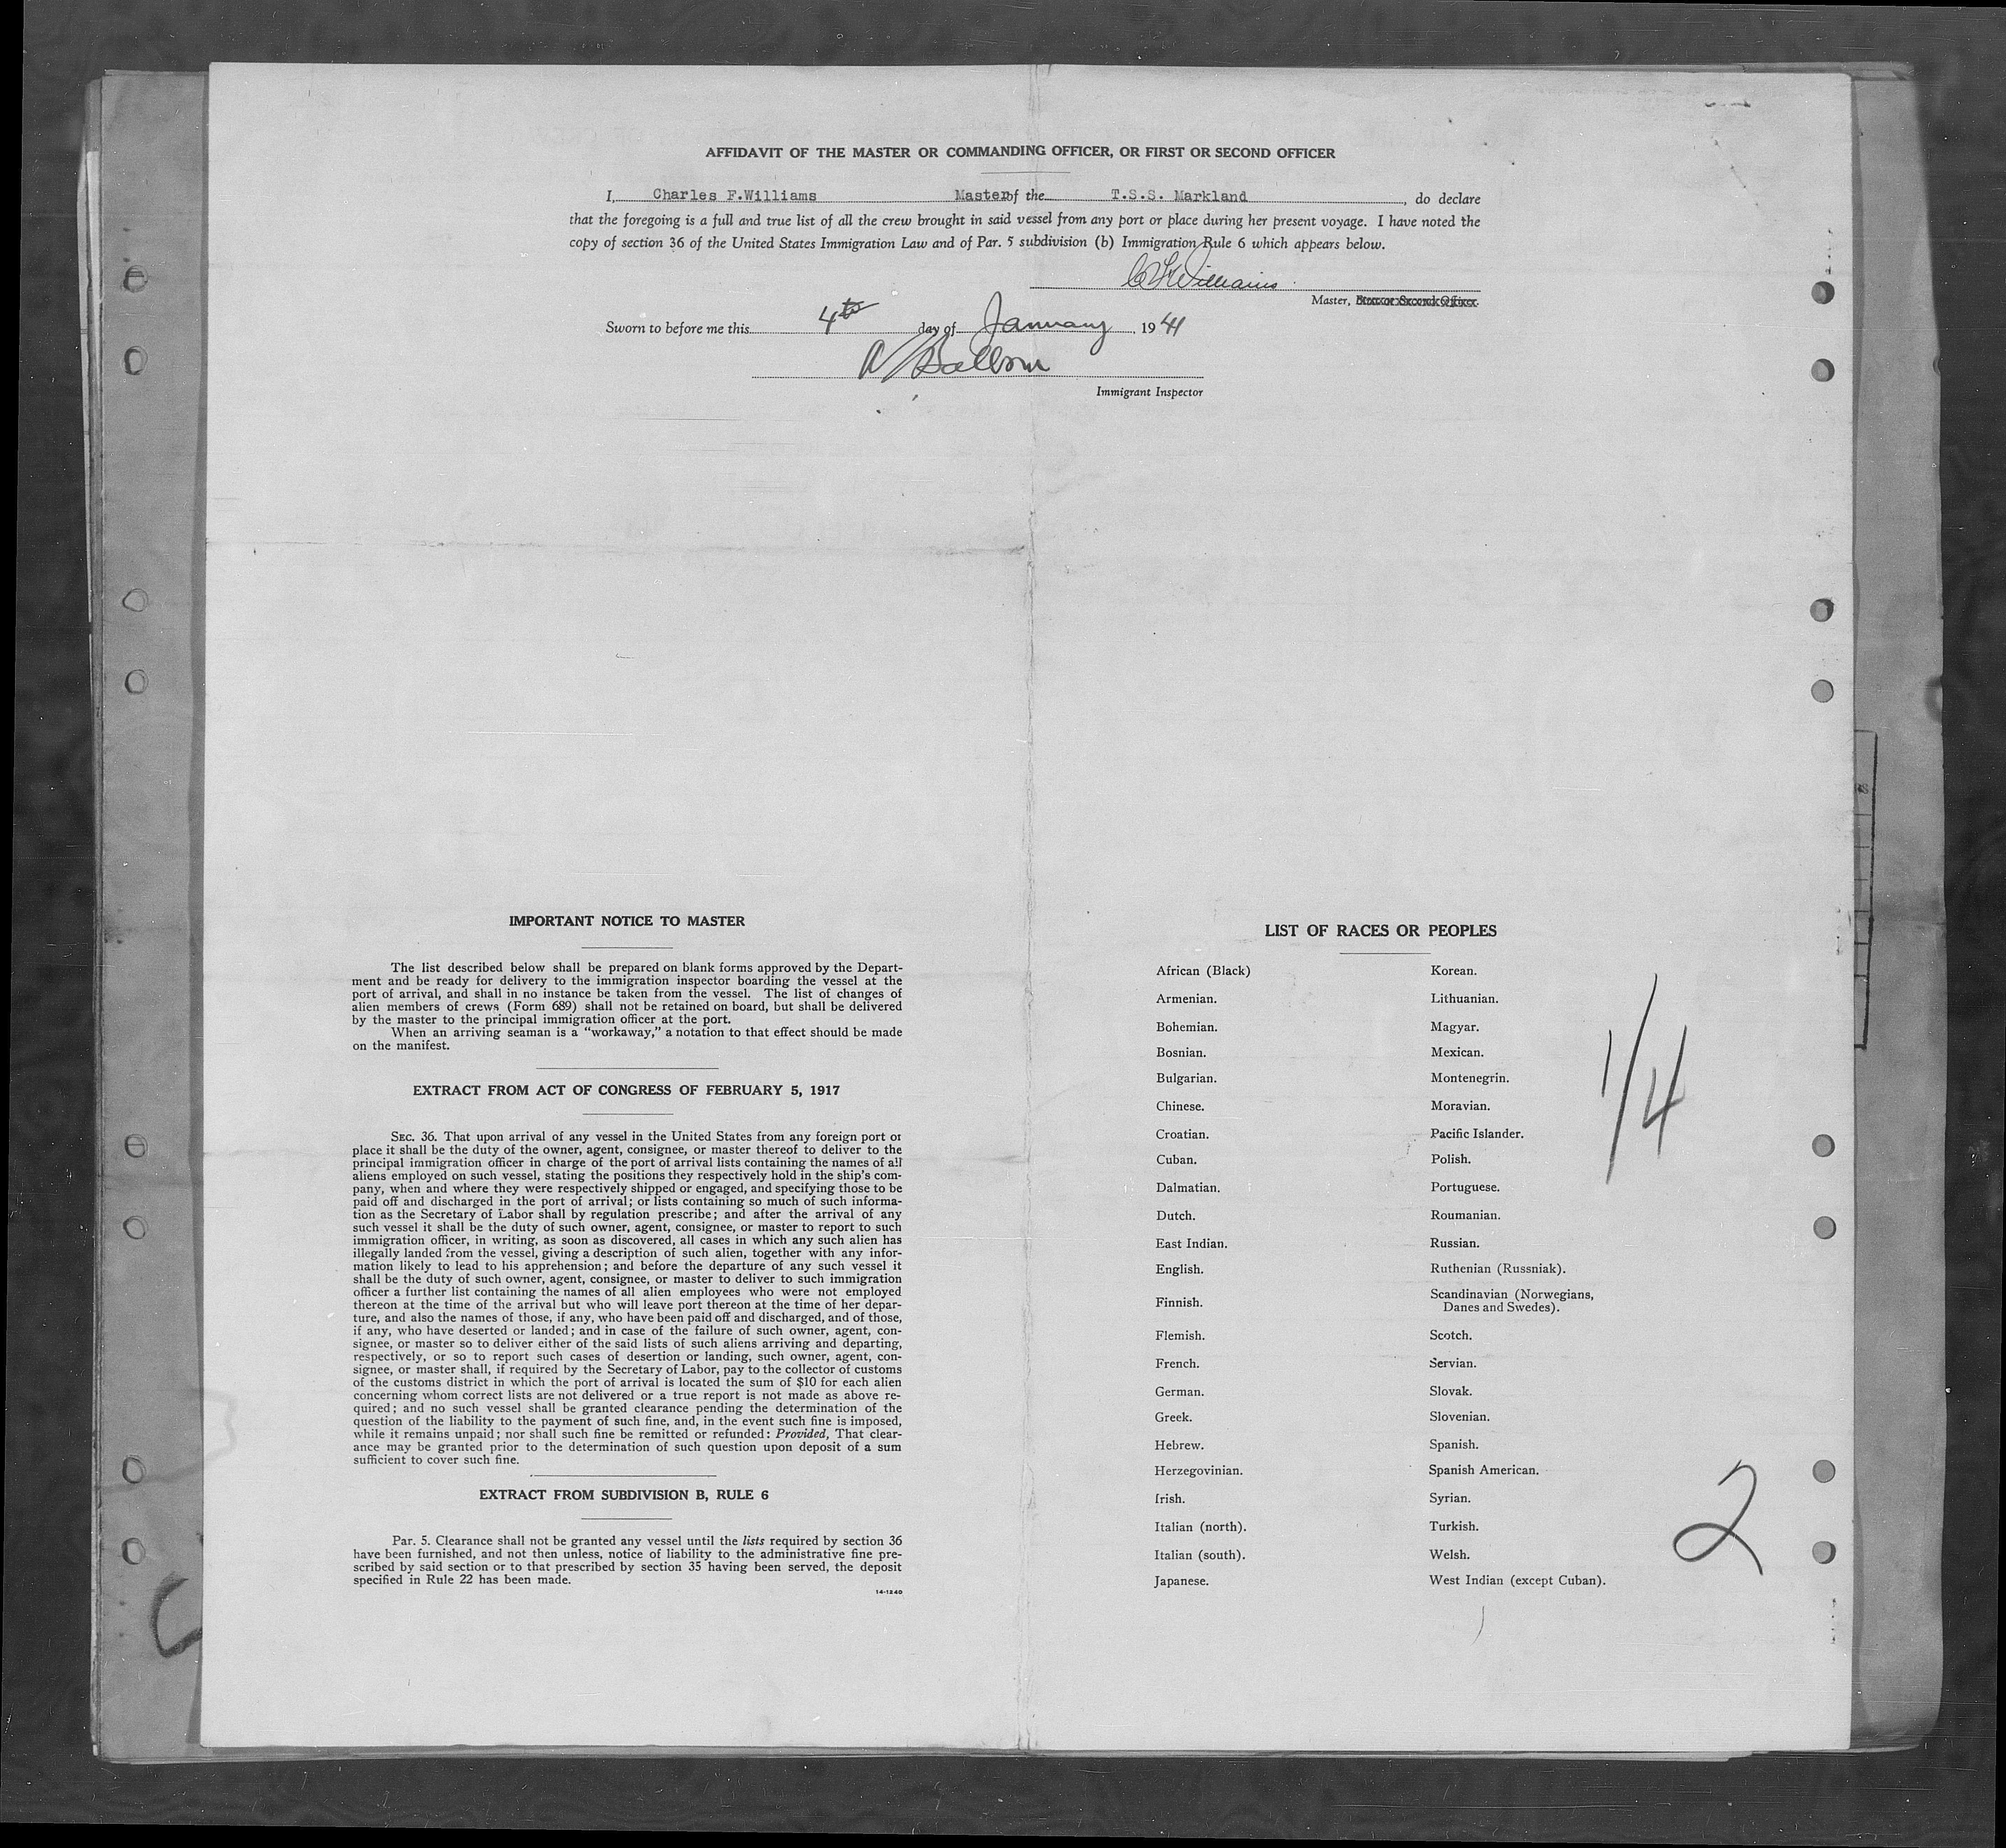 AFFIDAVIT OF THE MASTER OR COMMANDING OFFICER, OR FIRST OR SECOND OFFICER
I, Charles F.Williams Master of the T.S.S. Markland, do declare
that the foregoing is a full and true list of all the crew brought in said vessel from any port or place during her present voyage. I have noted the
copy of section 36 of the United States Immigration Law and of Par. 5 subdivision (b) Immigration Rule 6 which appears below.
C F Williams
Master,
Sworn to before me this 4th day of January, 1941
Immigrant Inspector
IMPORTANT NOTICE TO MASTER
The list described below shall be prepared on blank forms approved by the Depart-
ment and be ready for delivery to the immigration inspector boarding the vessel at the
port of arrival, and shall in no instance be taken from the vessel. The list of changes of
alien members of crews (Form 689) shall not be retained on board, but shall be delivered
by the master to the principal immigration officer at the port.
When an arriving seaman is a "workaway," a notation to that effect should be made
on the manifest.
EXTRACT FROM ACT OF CONGRESS OF FEBRUARY 5, 1917
SEC. 36. That upon arrival of any vessel in the United States from any foreign port or
place it shall be the duty of the owner, agent, consignee, or master thereof to deliver to the
principal immigration officer in charge of the port of arrival lists containing the names of all
aliens employed on such vessel, stating the positions they respectively hold in the ship's com-
pany, when and where they were respectively shipped or engaged, and specifying those to be
paid off and discharged in the port of arrival; or lists containing so much of such informa-
tion as the Secretary of Labor shall by regulation prescribe; and after the arrival of any
such vessel it shall be the duty of such owner, agent, consignee, or master to report to such
immigration officer, in writing, as soon as discovered, all cases in which any such alien has
illegally landed from the vessel, giving a description of such alien, together with any infor-
mation likely to lead to his apprehension; and before the departure of any such vessel it
shall be the duty of such owner, agent, consignee, or master to deliver to such immigration
officer a further list containing the names of all alien employees who were not employed
thereon at the time of the arrival but who will leave port thereon at the time of her depar-
ture, and also the names of those, if any, who have been paid off and discharged, and of those,
if any, who have deserted or landed; and in case of the failure of such owner, agent, con-
signee, or master so to deliver either of the said lists of such aliens arriving and departing,
respectively, or so to report such cases of desertion or landing, such owner, agent, con-
signee, or master shall, if required by the Secretary of Labor, pay to the collector of customs
of the customs district in which the port of arrival is located the sum of $10 for each alien
concerning whom correct lists are not delivered or a true report is not made as above re-
quired; and no such vessel shall be granted clearance pending the determination of the
question of the liability to the payment of such fine, and, in the event such fine is imposed,
while it remains unpaid; nor shall such fine be remitted or refunded: Provided, That clear-
ance may be granted prior to the determination of such question upon deposit of a sum
sufficient to cover such fine.
EXTRACT FROM SUBDIVISION B, RULE 6
Par. 5. Clearance shall not be granted any vessel until the lists required by section 36
have been furnished, and not then unless, notice of liability to the administrative fine pre-
scribed by said section or to that prescribed by section 35 having been served, the deposit
specified in Rule 22 has been made.
14-1240
LIST OF RACES OR PEOPLES
African (Black)
Armenian.
Bohemian.
Bosnian.
Bulgarian.
Chinese.
Croatian.
Cuban.
Dalmatian.
Dutch.
East Indian.
English.
Finnish.
Flemish.
French.
German.
Greek.
Hebrew.
Herzegovinian.
Irish.
Italian (north).
Italian (south).
Japanese.
Korean.
Lithuanian.
Magyar.
Mexican.
Montenegrin.
Moravian.
Pacific Islander.
Polish.
Portuguese.
Roumanian.
Russian.
Ruthenian (Russniak).
Scandinavian (Norwegians,
Danes and Swedes).
Scotch.
Servian.
Slovak.
Slovenian.
Spanish.
Spanish American.
Syrian.
Turkish.
Welsh.
West Indian (except Cuban).
1/4
2